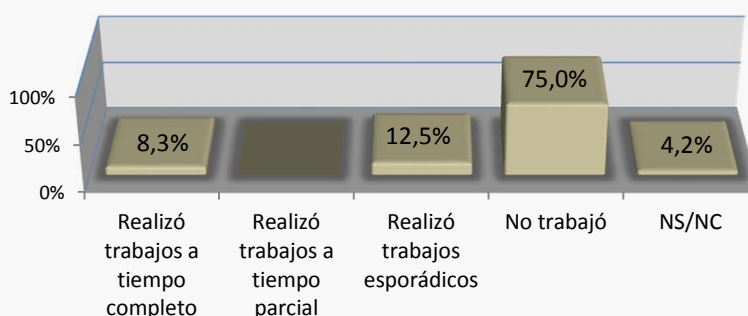 100%
50%
0%
8,3%
12,5%
75,0%
4,2%
Realizó
trabajos a
tiempo
completo
Realizó
trabajos a
tiempo
parcial
Realizó
trabajos
esporádicos
No trabajó
NS/NC